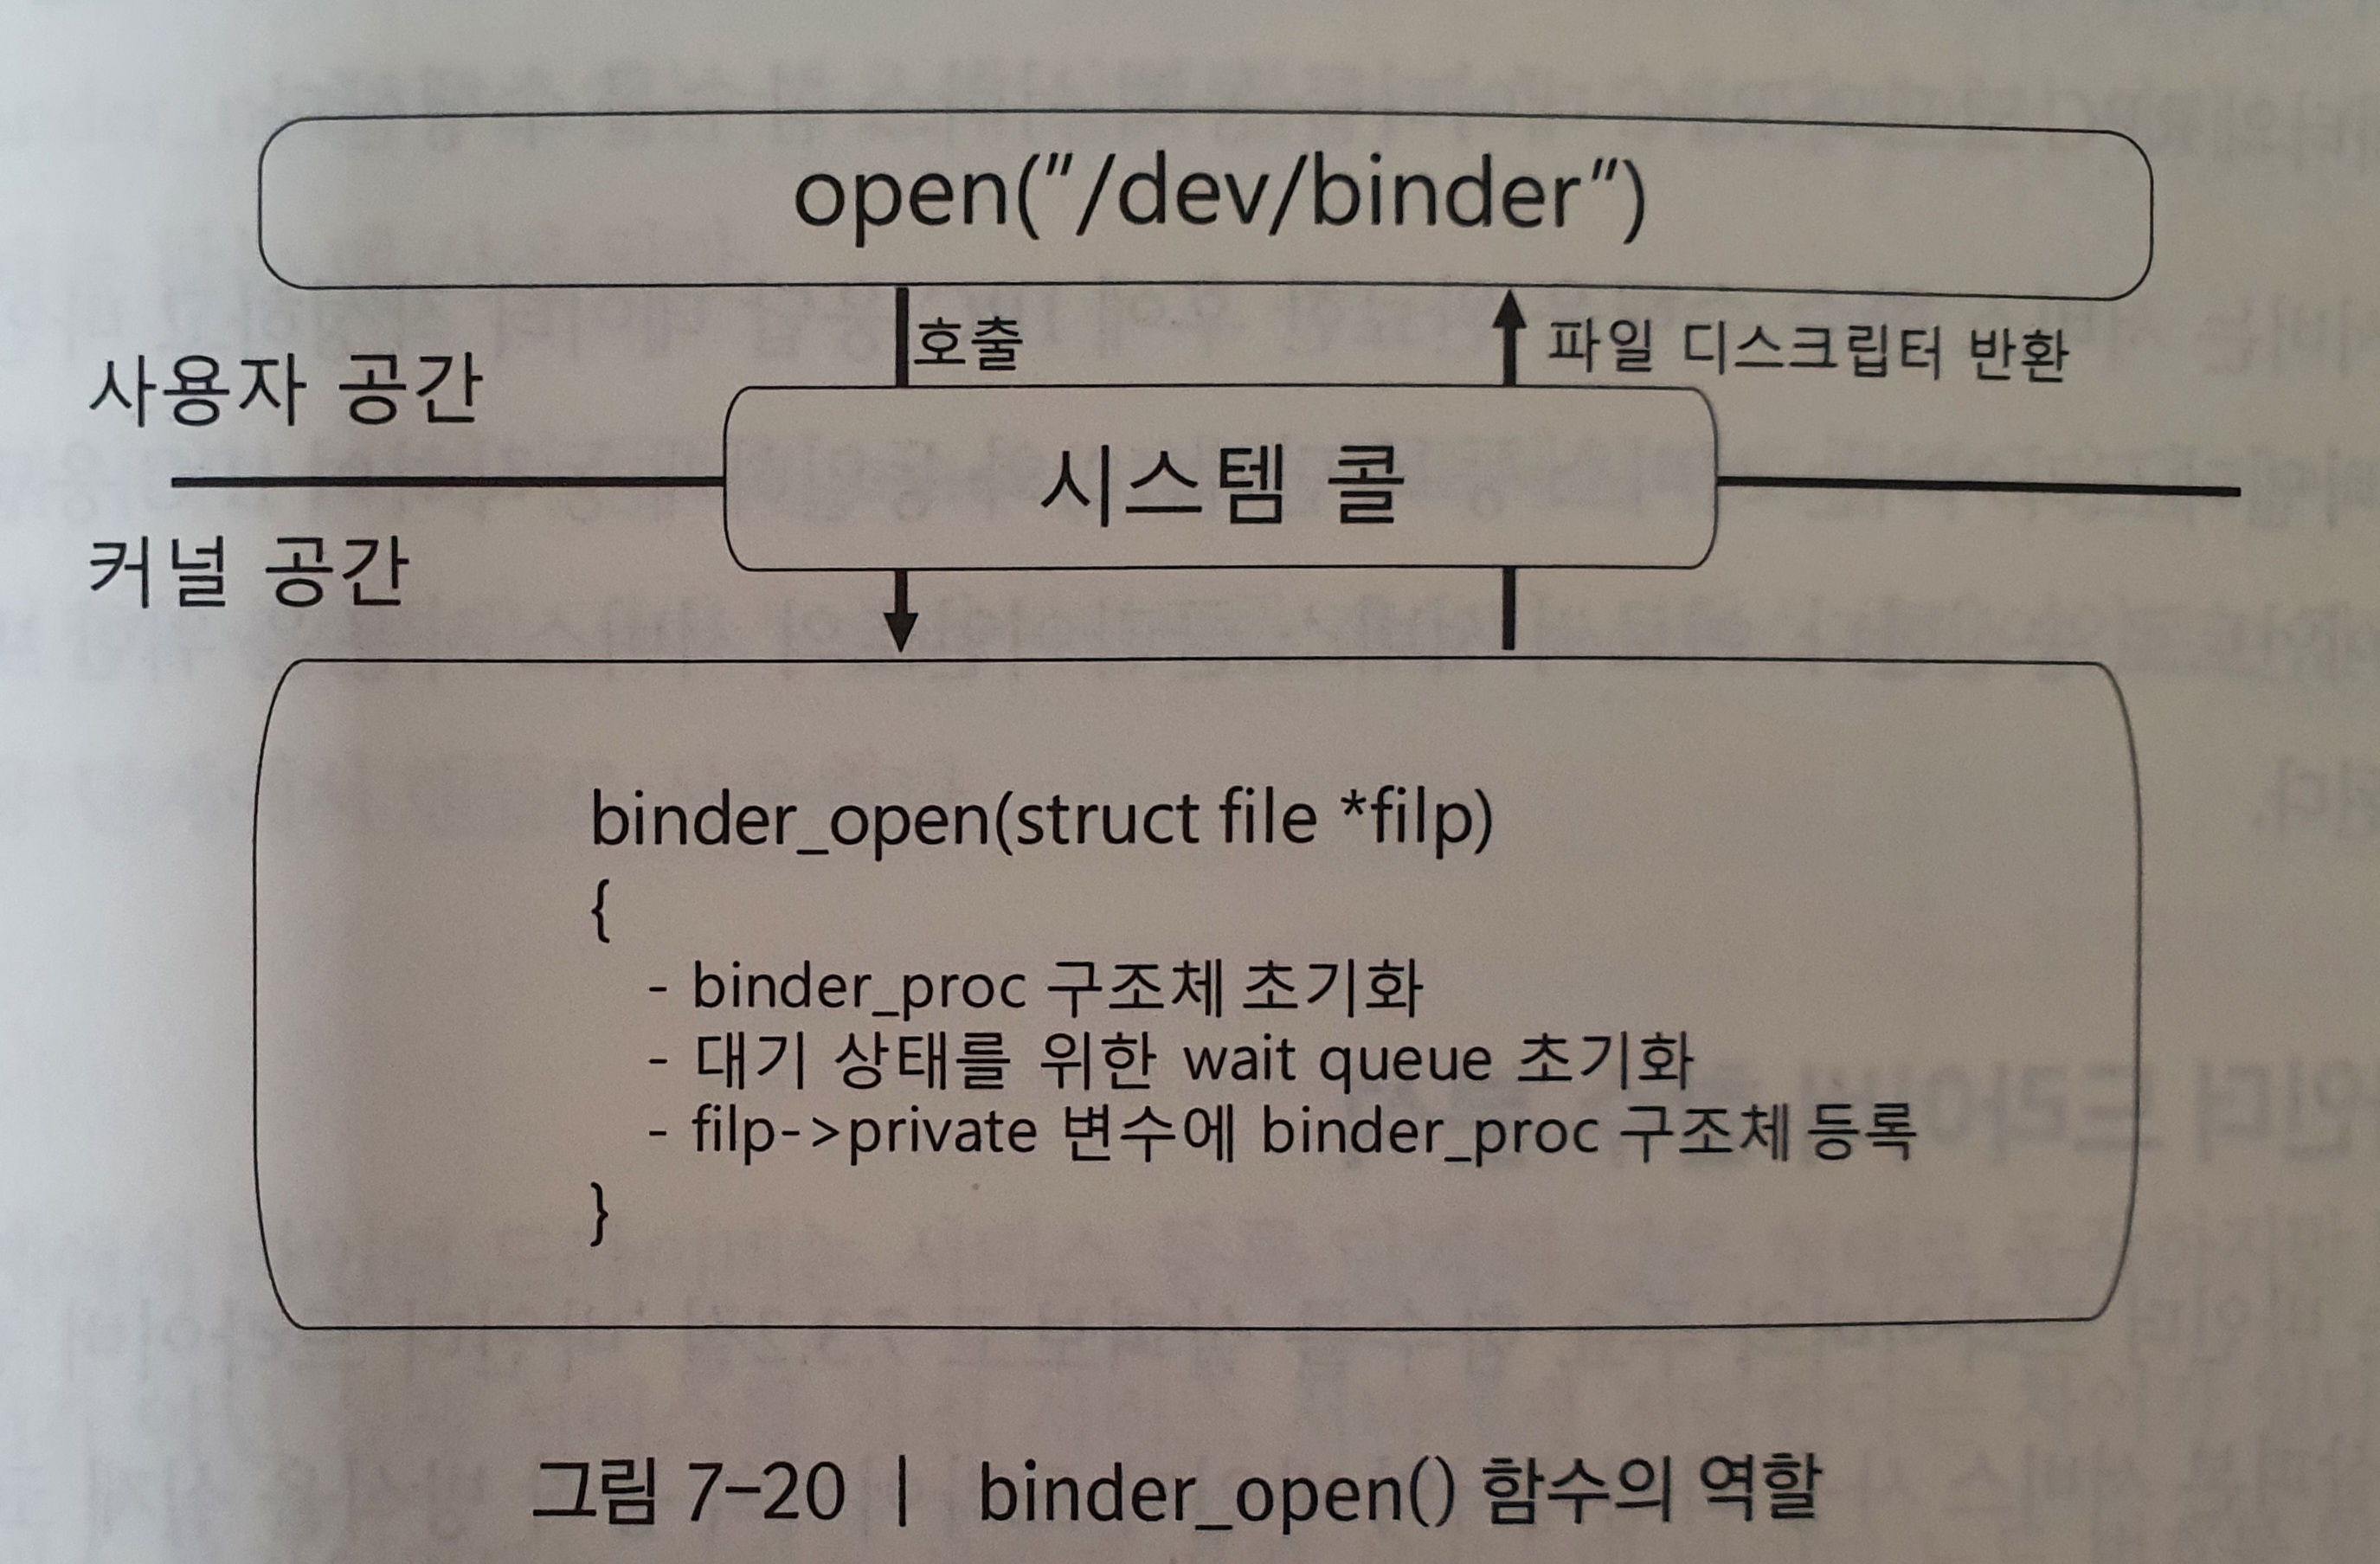 open("/dev/binder")
호출
파일 디스크립터 반환
사용자 공간
시스템 콜
커널 공간
binder_open(struct file *filp)
{
- binder_proc 구조체 초기화
- 대기 상태를 위한 wait queue 초기화
- filp->private 변수에 binder_proc 구조체 등록
}
그림 7-20 | binder_open() 함수의 역할